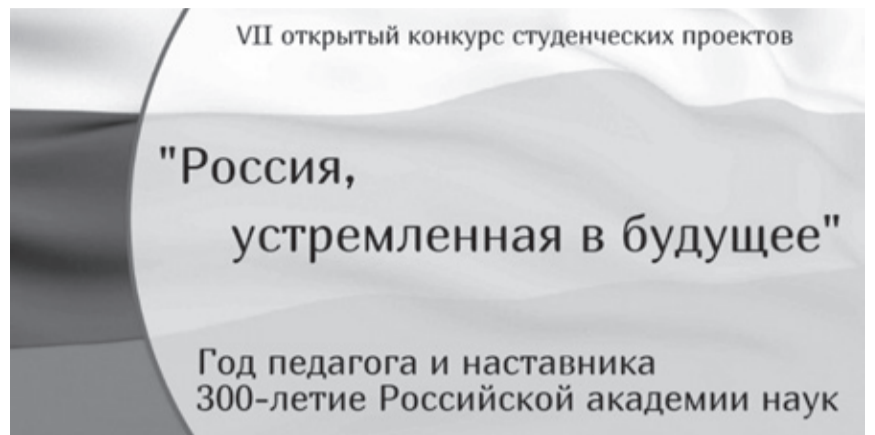 VII открытый конкурс студенческих проектов
"Россия,
устремленная в будущее"
Год педагога и наставника
300-летие Российской академии наук